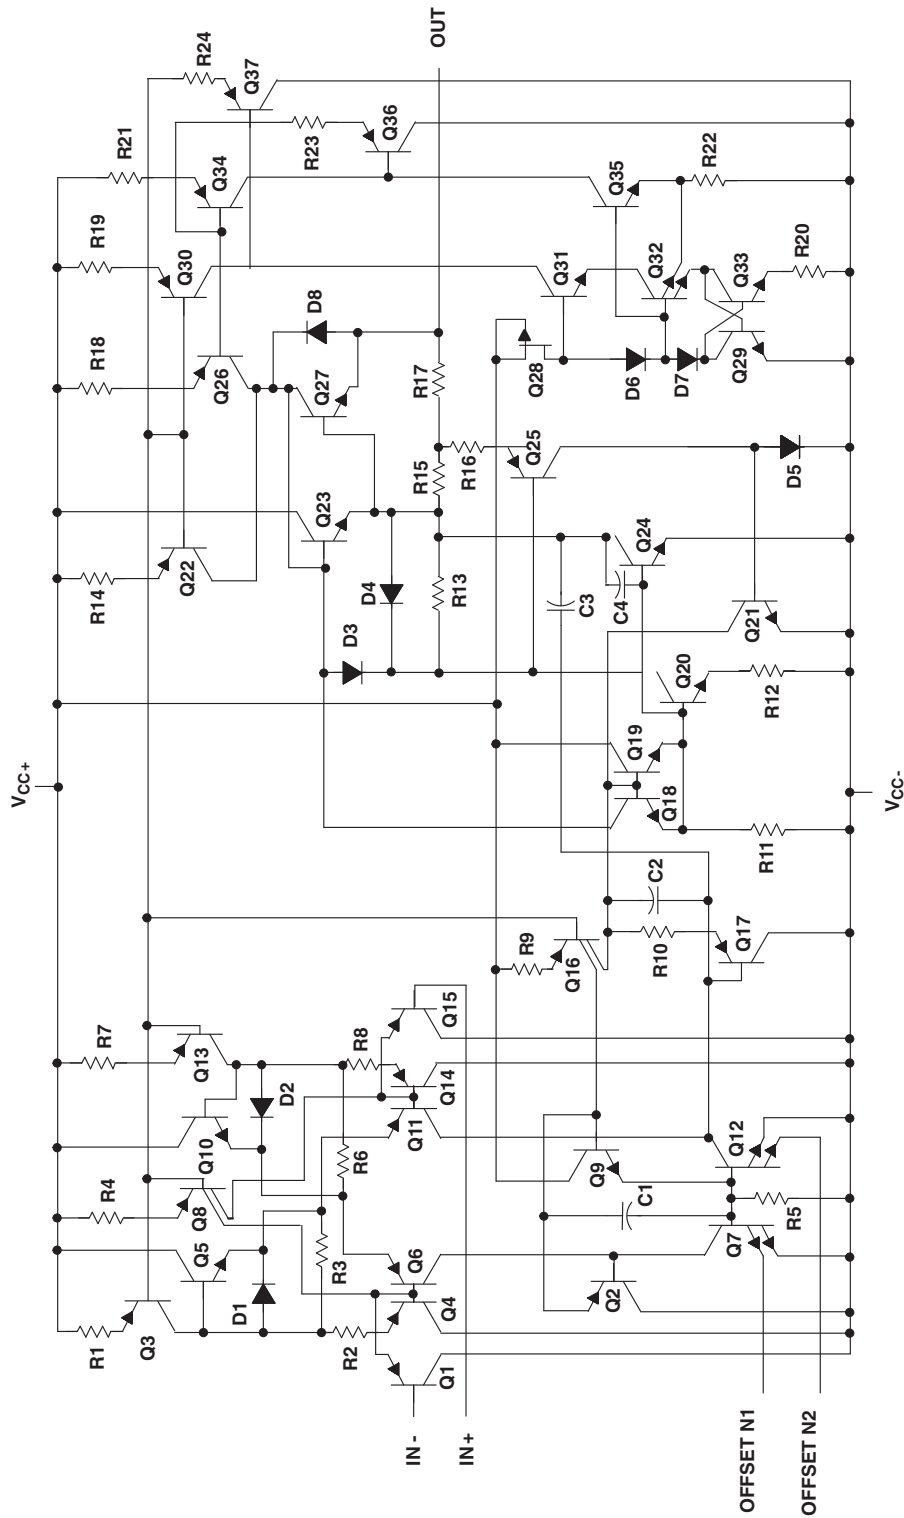 VCC+
R1
R4
R7
R14
R18
R19
R21
R24
Q3
Q5
Q8
Q10
Q13
Q22
Q26
Q30
Q34
Q37
D1
D2
D8
R3
R6
R8
Q23
Q27
R23
R2
D3
D4
Q36
IN -
Q1
Q4
Q6
Q11
Q14
Q15
R13
R15
R17
OUT
IN+
R16
R9
Q16
Q25
Q28
Q31
Q2
Q9
C3
C1
C2
C4
Q24
D6
Q35
Q32
R10
Q18
Q19
Q20
D7
Q7
Q12
Q17
Q21
Q29
Q33
R22
OFFSET N1
R5
R11
R12
D5
R20
OFFSET N2
VCC-